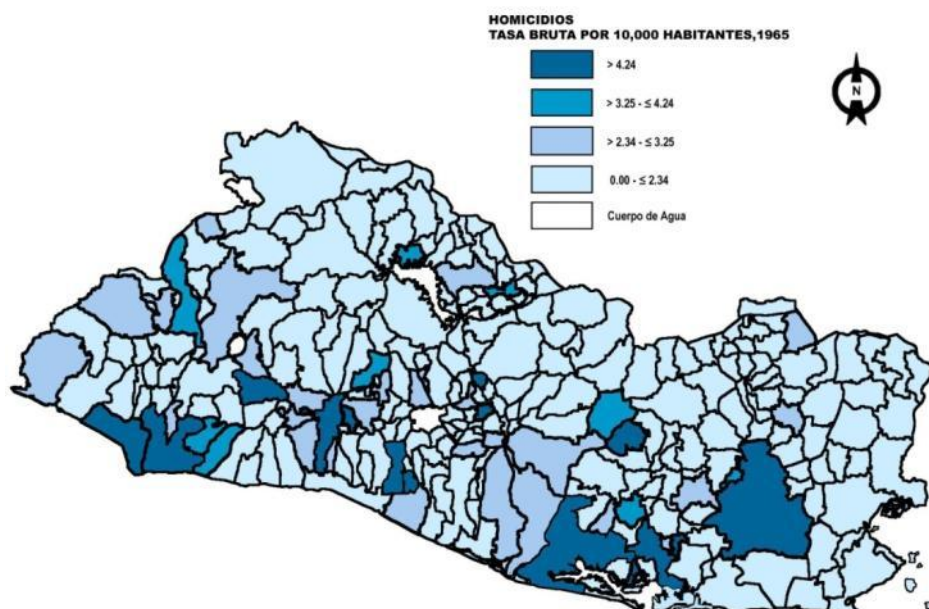 HOMICIDIOS
TASA BRUTA POR 10,000 HABITANTES,1965
> 4.24
> 3.25 - ≤ 4.24
> 2.34 - ≤ 3.25
0.00 - ≤ 2.34
Cuerpo de Agua
N